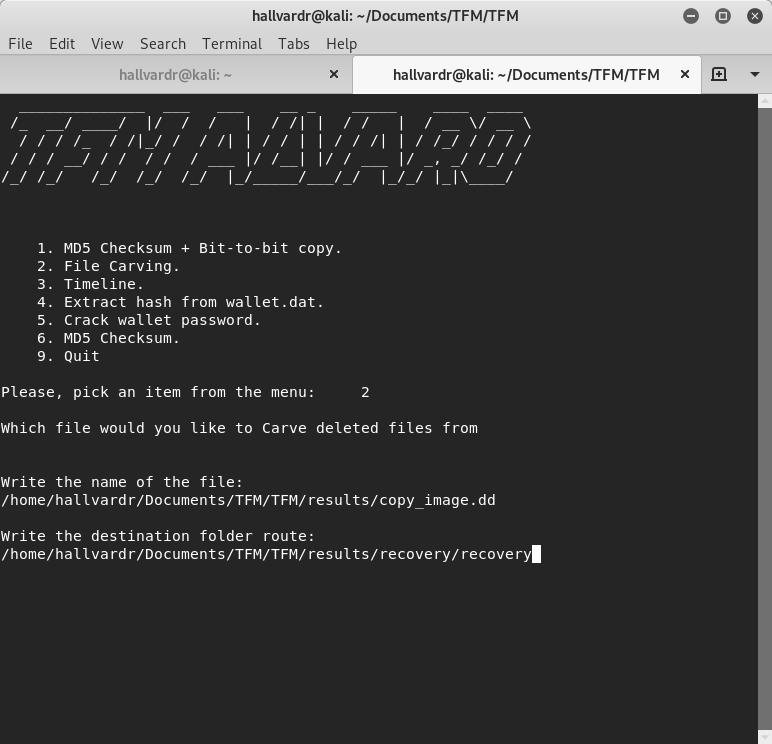 hallvardr@kali: ~/Documents/TFM/TFM
File Edit View Search Terminal Tabs Help
hallvardr@kali: ~
hallvardr@kali: ~/Documents/TFM/TFM
1. MD5 Checksum + Bit-to-bit copy.
2. File Carving.
3. Timeline.
4. Extract hash from wallet.dat.
5. Crack wallet password.
6. MD5 Checksum.
9. Quit
Please, pick an item from the menu: 2
Which file would you like to Carve deleted files from
Write the name of the file:
/home/hallvardr/Documents/TFM/TFM/results/copy_image.dd
Write the destination folder route:
/home/hallvardr/Documents/TFM/TFM/results/recovery/recovery